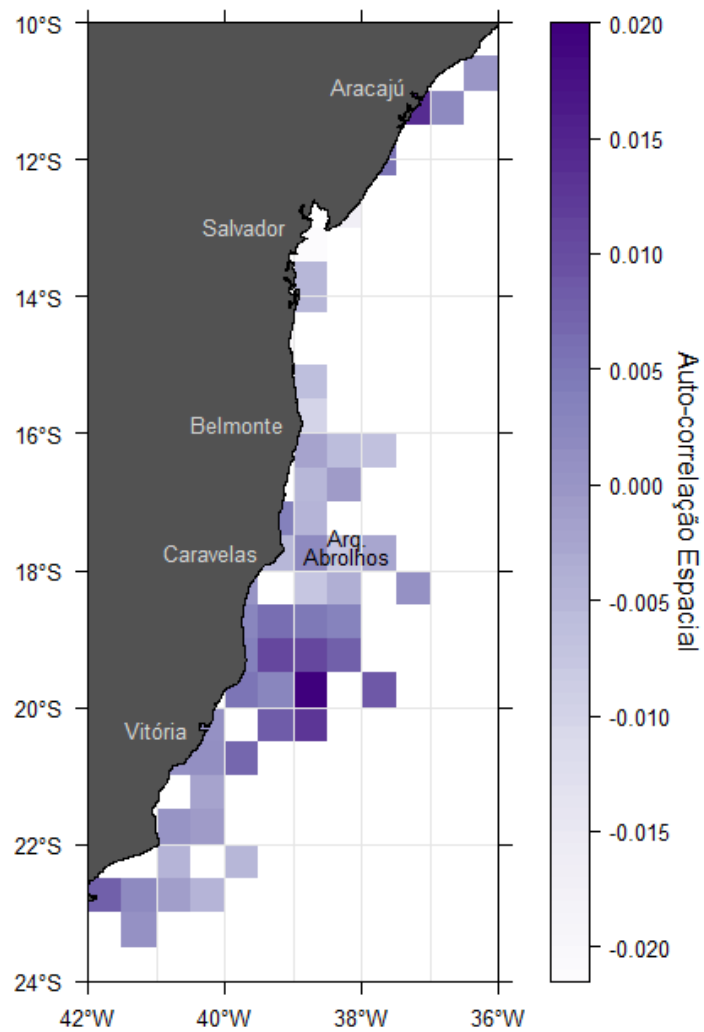 10°S
12°S
14°S
16°S
18°S
20°S
22°S
24°S
42°W
40°W
38°W
36°W
Aracajú
Salvador
Belmonte
Caravelas
Arq.
Abrolhos
Vitória
0.020
0.015
0.010
0.005
0.000
-0.005
-0.010
-0.015
-0.020
Auto-correlação Espacial